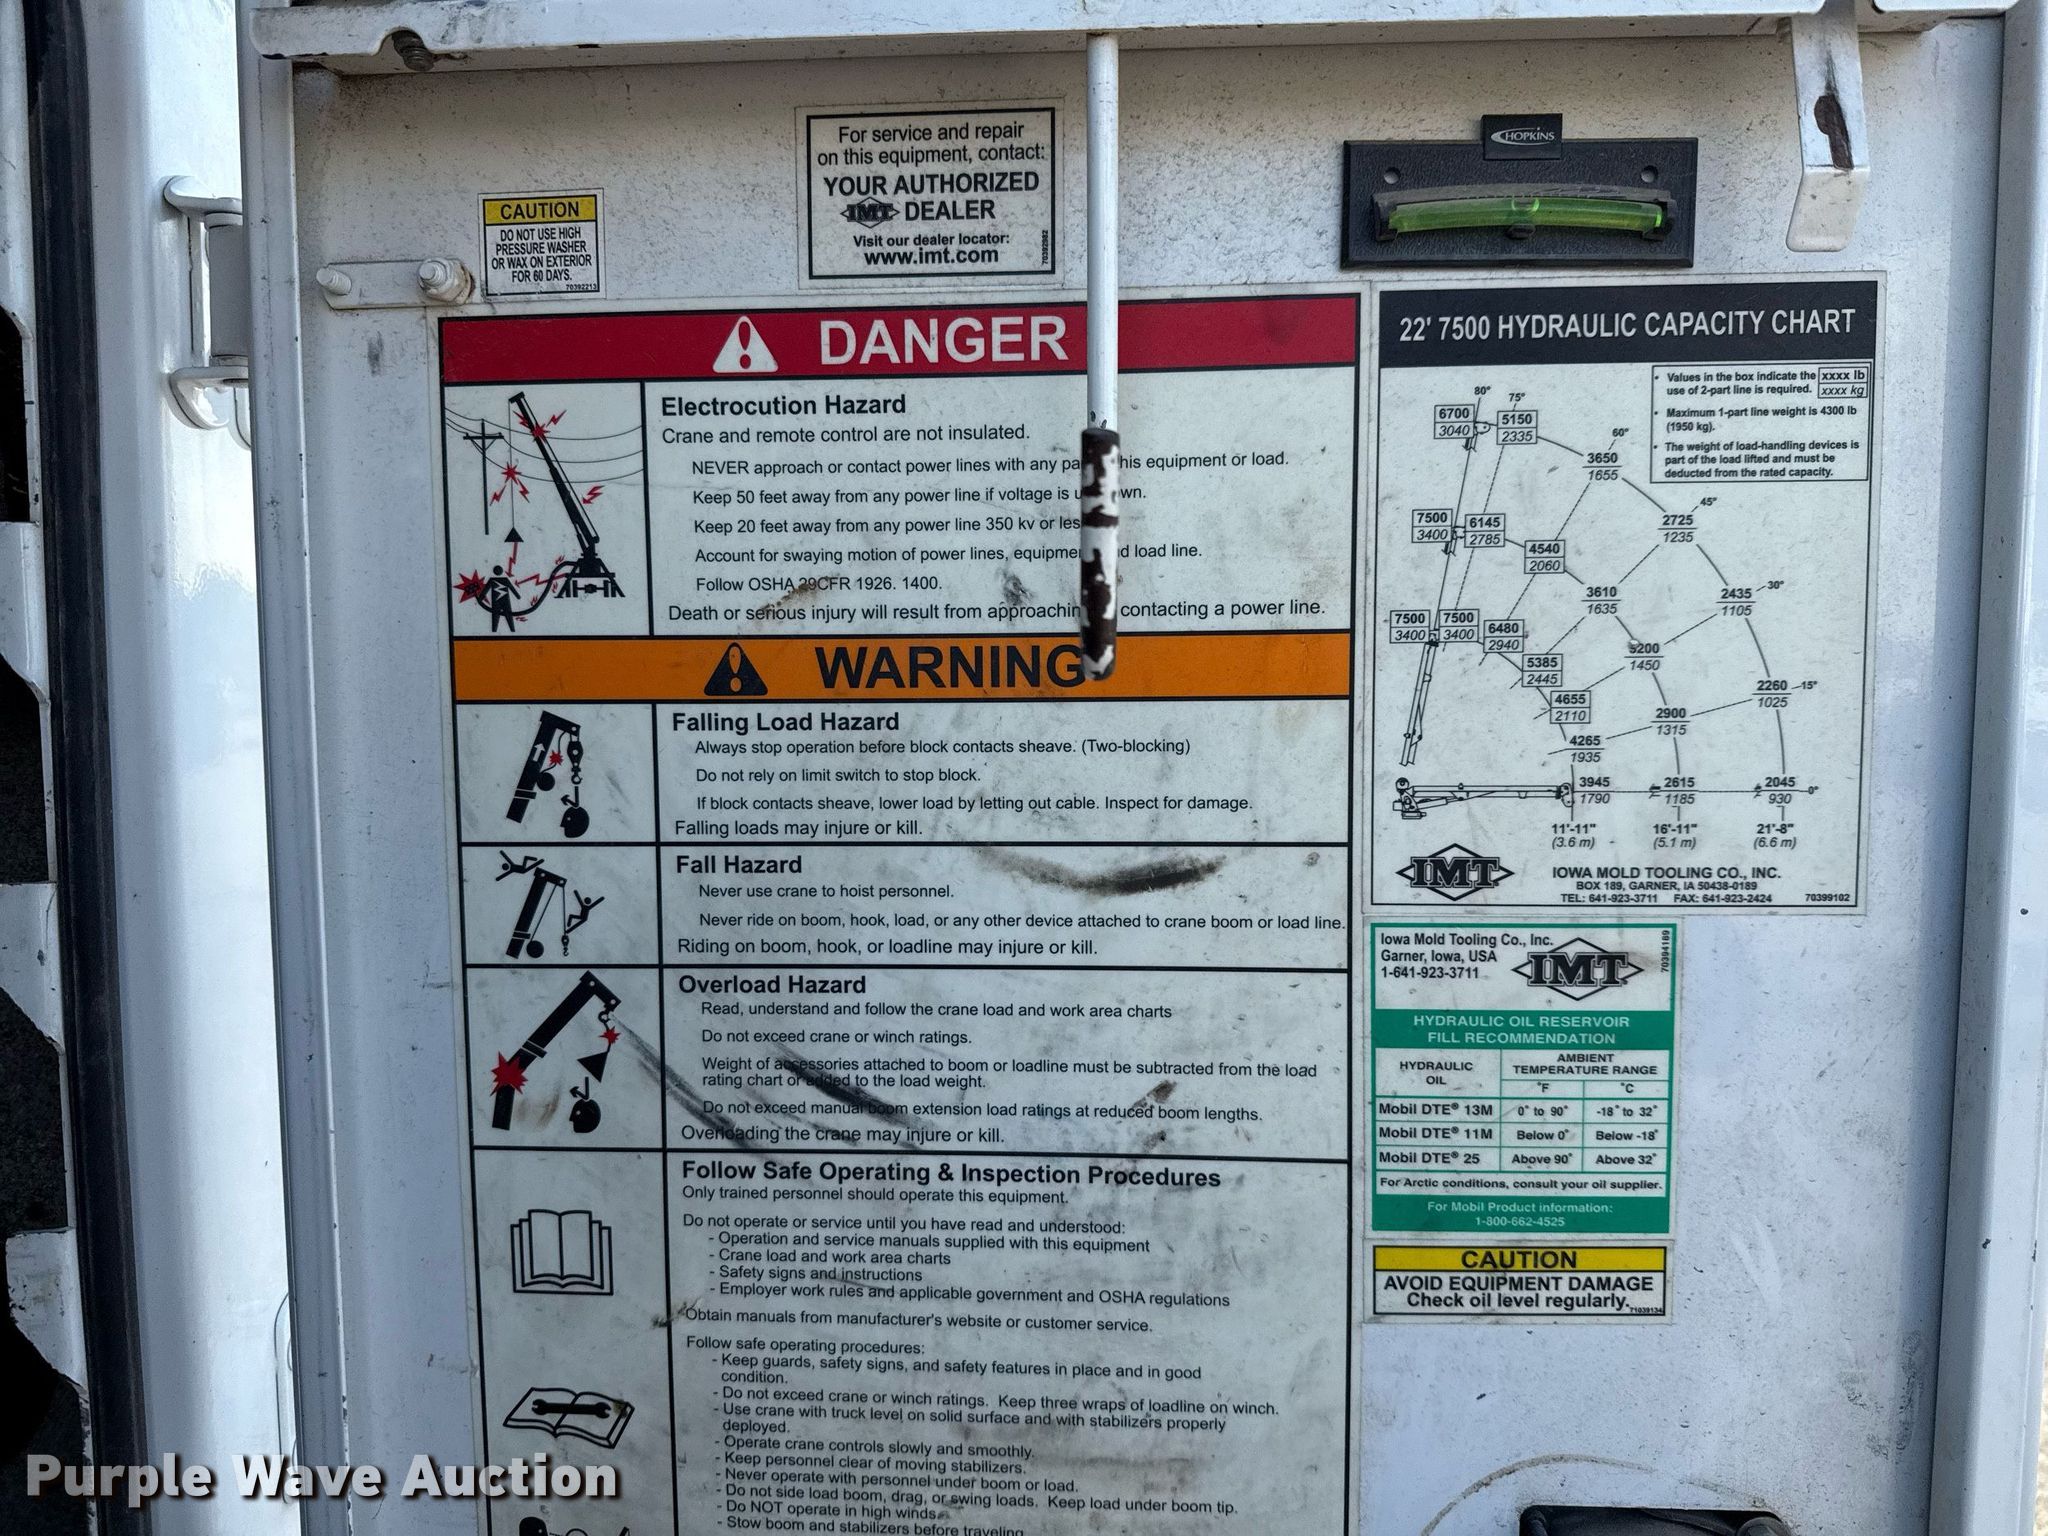 CAUTION
DO NOT USE HIGH
PRESSURE WASHER
OR WAX ON EXTERIOR
FOR 60 DAYS.
70392213
For service and repair
on this equipment, contact:
YOUR AUTHORIZED
IMT DEALER
Visit our dealer locator:
www.imt.com
70392982
HOPKINS
DANGER
Electrocution Hazard
Crane and remote control are not insulated.
NEVER approach or contact power lines with any pa his equipment or load.
Keep 50 feet away from any power line if voltage is u wn.
Keep 20 feet away from any power line 350 kv or les
Account for swaying motion of power lines, equipme d load line.
Follow OSHA 29CFR 1926. 1400.
Death or serious injury will result from approachin contacting a power line.
WARNING
Falling Load Hazard
Always stop operation before block contacts sheave. (Two-blocking)
Do not rely on limit switch to stop block.
If block contacts sheave, lower load by letting out cable. Inspect for damage.
Falling loads may injure or kill.
Fall Hazard
Never use crane to hoist personnel.
Never ride on boom, hook, load, or any other device attached to crane boom or load line.
Riding on boom, hook, or loadline may injure or kill.
Overload Hazard
Read, understand and follow the crane load and work area charts
Do not exceed crane or winch ratings.
Weight of accessories attached to boom or loadline must be subtracted from the load
rating chart or added to the load weight.
Do not exceed manual boom extension load ratings at reduced boom lengths.
Overloading the crane may injure or kill.
Follow Safe Operating & Inspection Procedures
Only trained personnel should operate this equipment.
Do not operate or service until you have read and understood:
- Operation and service manuals supplied with this equipment
- Crane load and work area charts
- Safety signs and instructions
- Employer work rules and applicable government and OSHA regulations
Obtain manuals from manufacturer's website or customer service.
Follow safe operating procedures:
- Keep guards, safety signs, and safety features in place and in good
condition.
- Do not exceed crane or winch ratings. Keep three wraps of loadline on winch.
- Use crane with truck level on solid surface and with stabilizers properly
deployed.
- Operate crane controls slowly and smoothly.
- Keep personnel clear of moving stabilizers.
- Never operate with personnel under boom or load.
- Do not side load boom, drag, or swing loads. Keep load under boom tip.
- Do NOT operate in high winds.
- Stow boom and stabilizers before traveling
22' 7500 HYDRAULIC CAPACITY CHART
• Values in the box indicate the xxxx lb
use of 2-part line is required. xxxx kg
• Maximum 1-part line weight is 4300 lb
(1950 kg).
• The weight of load-handling devices is
part of the load lifted and must be
deducted from the rated capacity.
80° 75°
6700 5150
3040 2335
60°
3650
1655
45°
7500 6145 2725
3400 2785 1235
4540
2060
30°
3610 2435
1635 1105
7500 7500 6480
3400 3400 2940
5200
1450
5385
2445
2260 15°
1025
4655
2110
2900
1315
4265
1935
3945 2615 2045 0°
1790 1185 930
11'-11" 16'-11" 21'-8"
(3.6 m) (5.1 m) (6.6 m)
IMT
IOWA MOLD TOOLING CO., INC.
BOX 189, GARNER, IA 50438-0189
TEL: 641-923-3711 FAX: 641-923-2424 70399102
Iowa Mold Tooling Co., Inc.
Garner, Iowa, USA
1-641-923-3711
IMT
70394189
HYDRAULIC OIL RESERVOIR
FILL RECOMMENDATION
HYDRAULIC
OIL
AMBIENT
TEMPERATURE RANGE
°F °C
Mobil DTE® 13M 0° to 90° -18° to 32°
Mobil DTE® 11M Below 0° Below -18°
Mobil DTE® 25 Above 90° Above 32°
For Arctic conditions, consult your oil supplier.
For Mobil Product information:
1-800-662-4525
CAUTION
AVOID EQUIPMENT DAMAGE
Check oil level regularly.
71039134
Purple Wave Auction